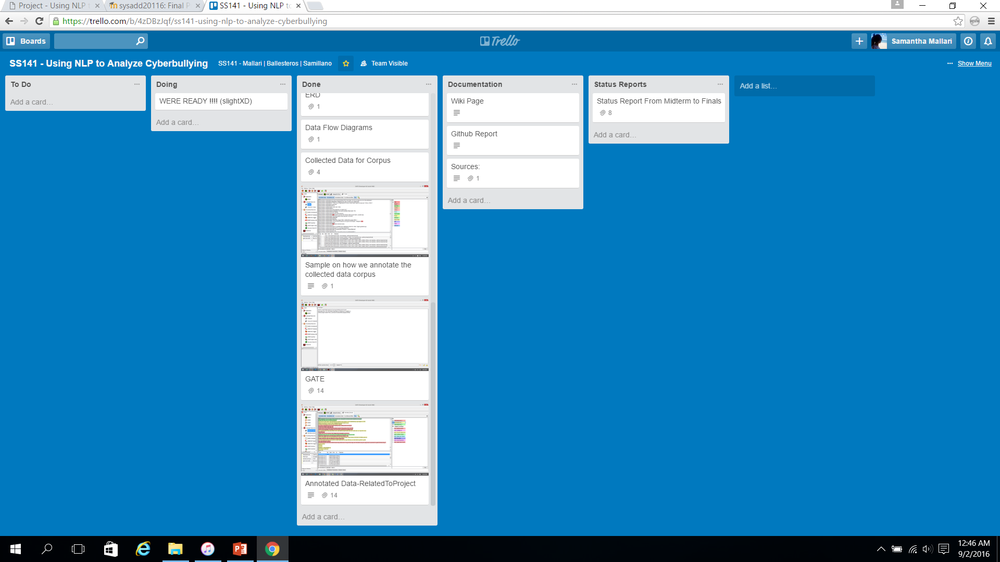 Project - Using NLP
sysadd20116: Final P
SS141 - Using NLP to
https://trello.com/b/4zDBzJqf/ss141-using-nlp-to-analyze-cyberbullying
Boards
Trello
Samantha Mallari
SS141 - Using NLP to Analyze Cyberbullying
SS141 - Mallari | Ballesteros | Samillano
Team Visible
Show Menu
To Do
Add a card…
Doing
WERE READY !!!! (slightXD)
Add a card…
Done
ERD
1
Data Flow Diagrams
1
Collected Data for Corpus
4
Sample on how we annotate the
collected data corpus
1
GATE
14
Annotated Data-RelatedToProject
14
Add a card…
Documentation
Wiki Page
Github Report
Sources:
1
Add a card…
Status Reports
Status Report From Midterm to Finals
8
Add a card…
Add a list…
12:46 AM
9/2/2016